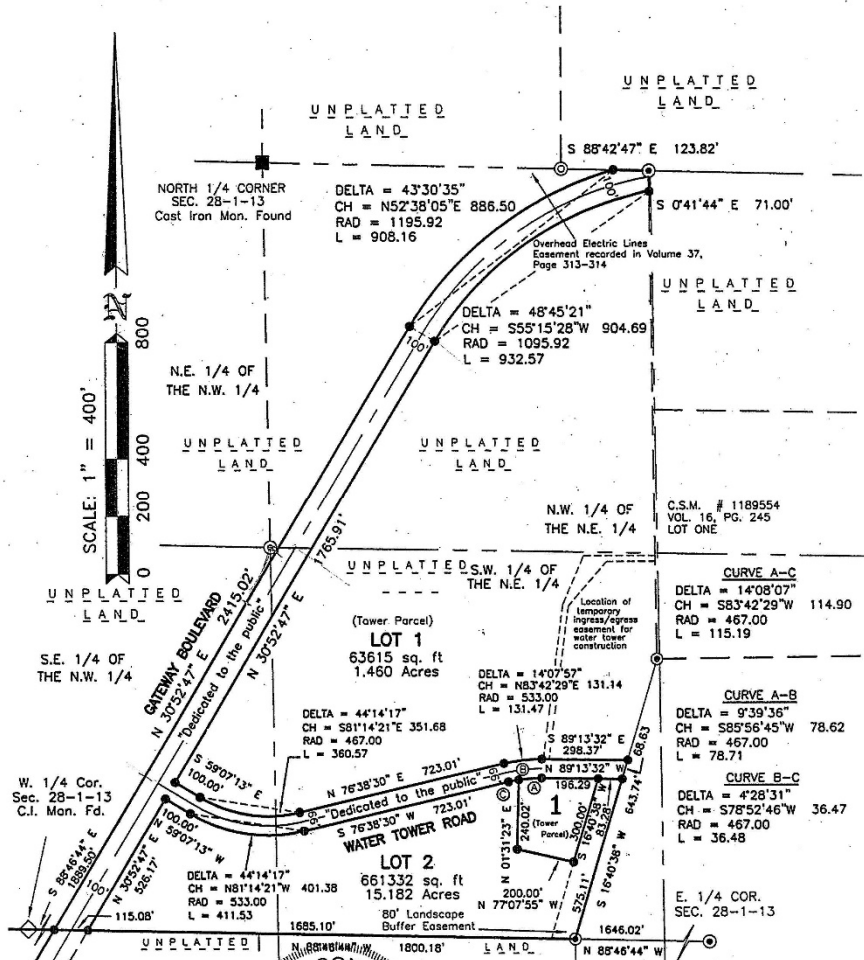 UNPLATTED
LAND
UNPLATTED
LAND
S 88°42'47" E 123.82'
NORTH 1/4 CORNER
SEC. 28-1-13
Cast Iron Mon. Found
DELTA = 43°30'35"
CH = N52°38'05"E 886.50
RAD = 1195.92
L = 908.16
100'
S 0°41'44" E 71.00'
Overhead Electric Lines
Easement recorded in Volume 37,
Page 313-314
UNPLATTED
LAND
DELTA = 48°45'21"
CH = S55°15'28"W 904.69
RAD = 1095.92
L = 932.57
100'
N
SCALE: 1" = 400'
0
200
400
800
N.E. 1/4 OF
THE N.W. 1/4
UNPLATTED
LAND
UNPLATTED
LAND
N.W. 1/4 OF
THE N.E. 1/4
C.S.M. # 1189554
VOL. 16, PG. 245
LOT ONE
UNPLATTED
LAND
S.E. 1/4 OF
THE N.W. 1/4
GATEWAY BOULEVARD
N 30°52'47" E 2415.02'
"Dedicated to the public"
N 30°52'47" E
1765.91'
UNPLATTED
S.W. 1/4 OF
THE N.E. 1/4
Location of
temporary
ingress/egress
easement for
water tower
construction
(Tower Parcel)
LOT 1
63615 sq. ft
1.460 Acres
CURVE A-C
DELTA = 14°08'07"
CH = S83°42'29"W 114.90
RAD = 467.00
L = 115.19
DELTA = 14°07'57"
CH = N83°42'29"E 131.14
RAD = 533.00
L = 131.47
DELTA = 44°14'17"
CH = S81°14'21"E 351.68
RAD = 467.00
L = 360.57
CURVE A-B
DELTA = 9°39'36"
CH = S85°56'45"W 78.62
RAD = 467.00
L = 78.71
CURVE B-C
DELTA = 4°28'31"
CH = S78°52'46"W 36.47
RAD = 467.00
L = 36.48
S 89°13'32" E
298.37'
68.63
N 89°13'32" W
196.29
B
A
C
66'
66'
S 59°07'13" E
100.00'
N 76°38'30" E 723.01'
"Dedicated to the public"
S 76°38'30" W 723.01'
WATER TOWER ROAD
100.00'
N 59°07'13" W
W. 1/4 Cor.
Sec. 28-1-13
C.I. Mon. Fd.
S 88°46'44" E
1889.50'
100'
N 30°52'47" E
526.17'
115.08'
DELTA = 44°14'17"
CH = N81°14'21"W 401.38
RAD = 533.00
L = 411.53
LOT 2
661332 sq. ft
15.182 Acres
80' Landscape
Buffer Easement
N 01°31'23" E
240.02'
1
(Tower
Parcel)
300.00'
S 16°40'38" W
83.28'
643.74'
S 16°40'38" W
575.11'
200.00'
N 77°07'55" W
E. 1/4 COR.
SEC. 28-1-13
1685.10'
1646.02'
UNPLATTED
1800.18'
LAND
N 88°46'44" W